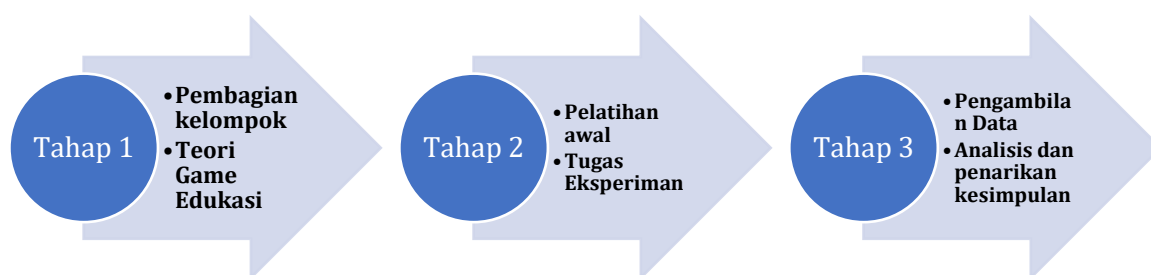 Tahap 1
•Pembagian
kelompok
•Teori
Game
Edukasi
Tahap 2
•Pelatihan
awal
•Tugas
Eksperiman
Tahap 3
•Pengambila
n Data
•Analisis dan
penarikan
kesimpulan